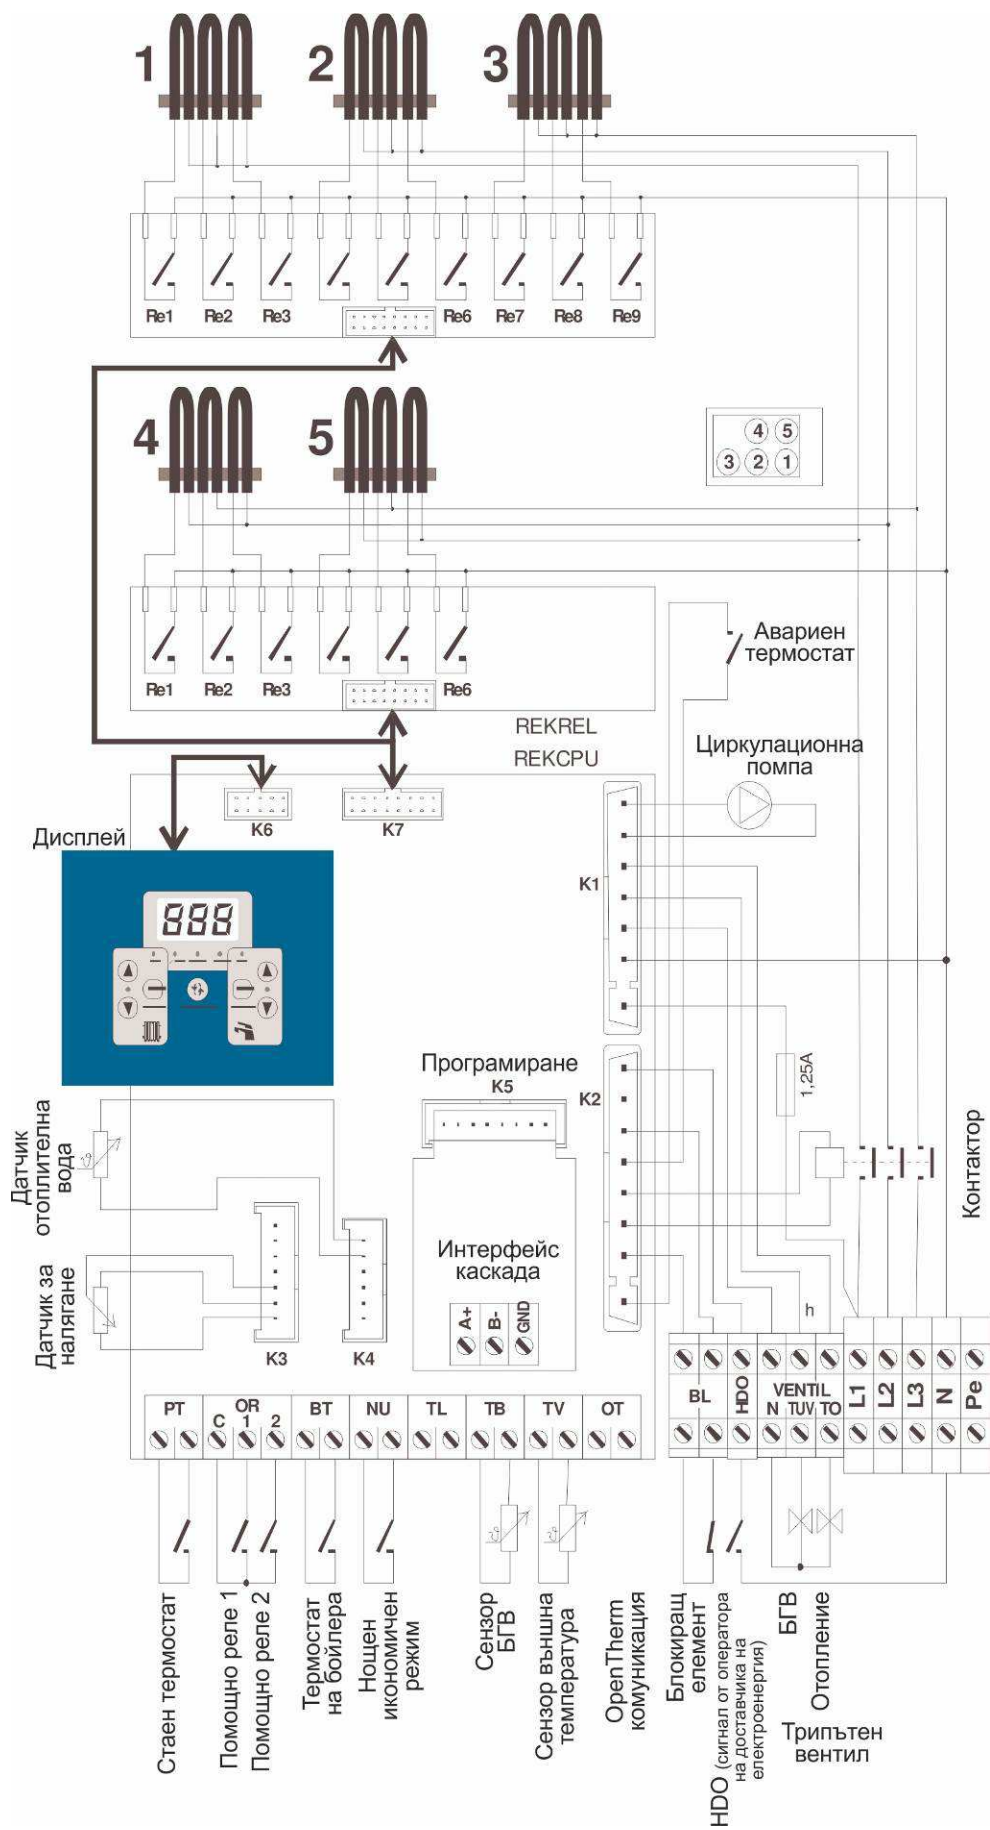 1
2
3
Re1
Re2
Re3
Re6
Re7
Re8
Re9
4
5
4
5
3
2
1
Авариен
термостат
Re1
Re2
Re3
Re6
REKREL
REKCPU
Циркулационна
помпа
K6
K7
Дисплей
888
K1
1,25A
Програмиране
K5
K2
Датчик
отоплителна
вода
Контактор
Интерфейс
каскада
A+
B-
GND
Датчик за
налягане
K3
K4
h
BL
HDO
VENTIL
N
TUV
TO
L1
L2
L3
N
Pe
PT
OR
C
1
2
BT
NU
TL
TB
TV
OT
Стаен термостат
Помощно реле 1
Помощно реле 2
Термостат
на бойлера
Нощен
икономичен
режим
Сензор
БГВ
Сензор външна
температура
OpenTherm
комуникация
Блокиращ
елемент
HDO (сигнал от оператора
на доставчика на
електроенергия)
БГВ
Отопление
Трипътен
вентил